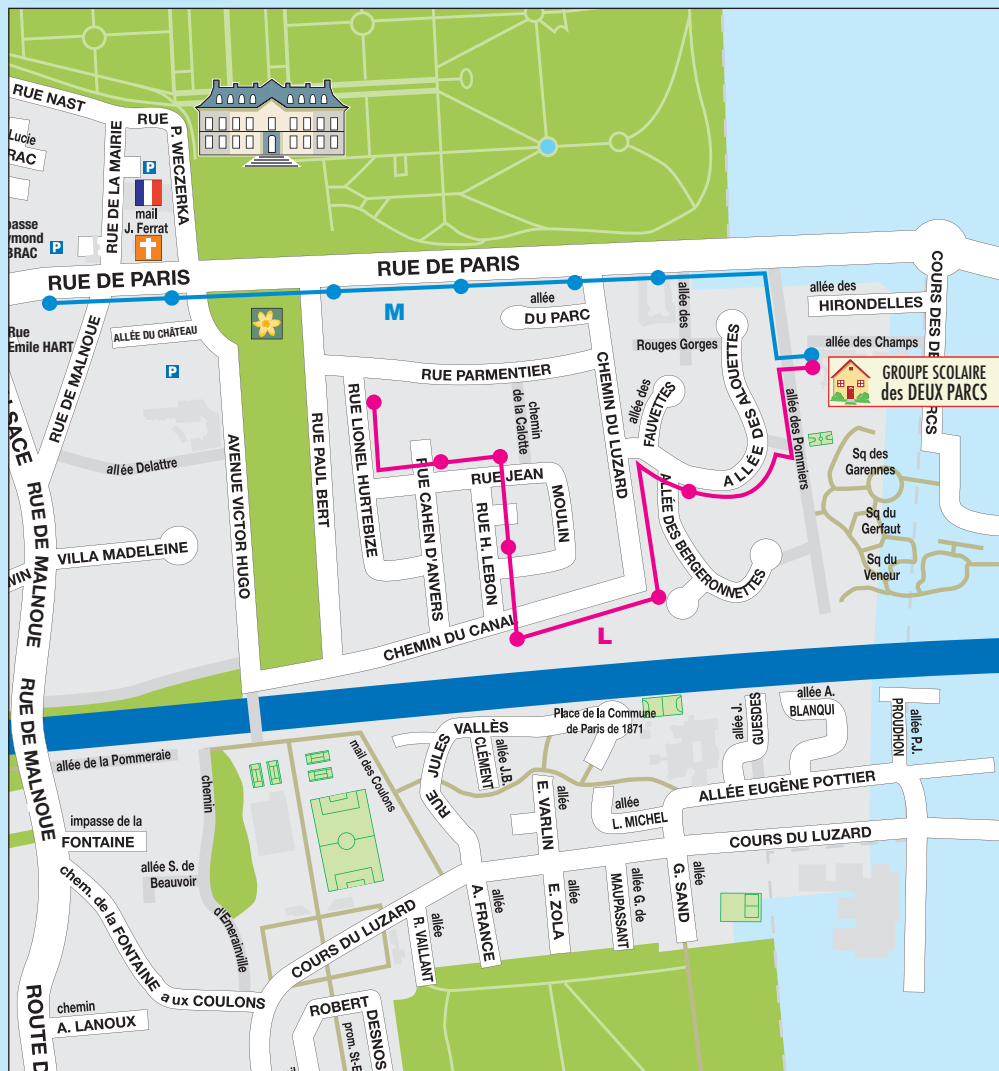 RUE NAST
RUE
P. WECZERKA
Lucie
RAC
RUE DE LA MAIRIE
P
mail
J. Ferrat
passe
ymond
BRAC
P
RUE DE PARIS
RUE DE PARIS
M
COURS DES DE
RCS
allée des
HIRONDELLES
allée des Champs
GROUPE SCOLAIRE
des DEUX PARCS
allée
DU PARC
allée des
Rouges Gorges
Rue
Emile HART
ALLÉE DU CHÂTEAU
P
RUE DE MALNOUE
RUE PARMENTIER
CHEMIN DU LUZARD
allée des
FAUVETTES
ALLÉE DES ALOUETTES
allée des Pommiers
RUE LIONEL HURTEBIZE
chemin
de la Calotte
RUE PAUL BERT
AVENUE VICTOR HUGO
allée Delattre
LSACE
RUE DE MALNOUE
RUE JEAN
MOULIN
RUE CAHEN D'ANVERS
RUE H. LEBON
ALLÉE DES BERGERONNETTES
Sq des
Garennes
Sq du
Gerfaut
Sq du
Veneur
WIN
VILLA MADELEINE
CHEMIN DU CANAL
L
RUE DE MALNOUE
allée de la Pommeraie
chemin
d'Emerainville
mail des Coulons
RUE JULES
VALLÈS
allée J.B.
CLÉMENT
Place de la Commune
de Paris de 1871
allée J.
GUESDES
allée A.
BLANQUI
allée P.J.
PROUDHON
ALLÉE EUGÈNE POTTIER
allée
L. MICHEL
allée
E. VARLIN
COURS DU LUZARD
impasse de la
FONTAINE
allée S. de
Beauvoir
chem. de la FONTAINE
aux COULONS
COURS DU LUZARD
allée
R. VAILLANT
allée
A. FRANCE
allée
E. ZOLA
allée G. de
MAUPASSANT
allée
G. SAND
ROUTE D
chemin
A. LANOUX
ROBERT
DESNOS
prom. St-E